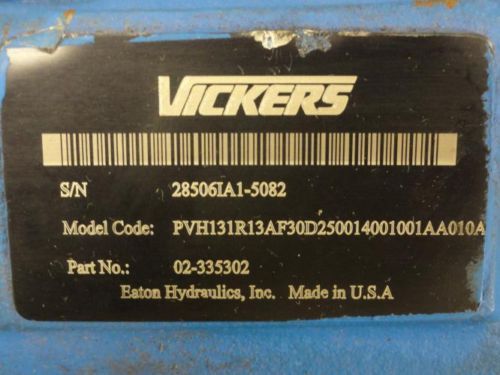 VICKERS
S/N 28506IA1-5082
Model Code: PVH131R13AF30D250014001001AA010A
Part No.: 02-335302
Eaton Hydraulics, Inc. Made in U.S.A